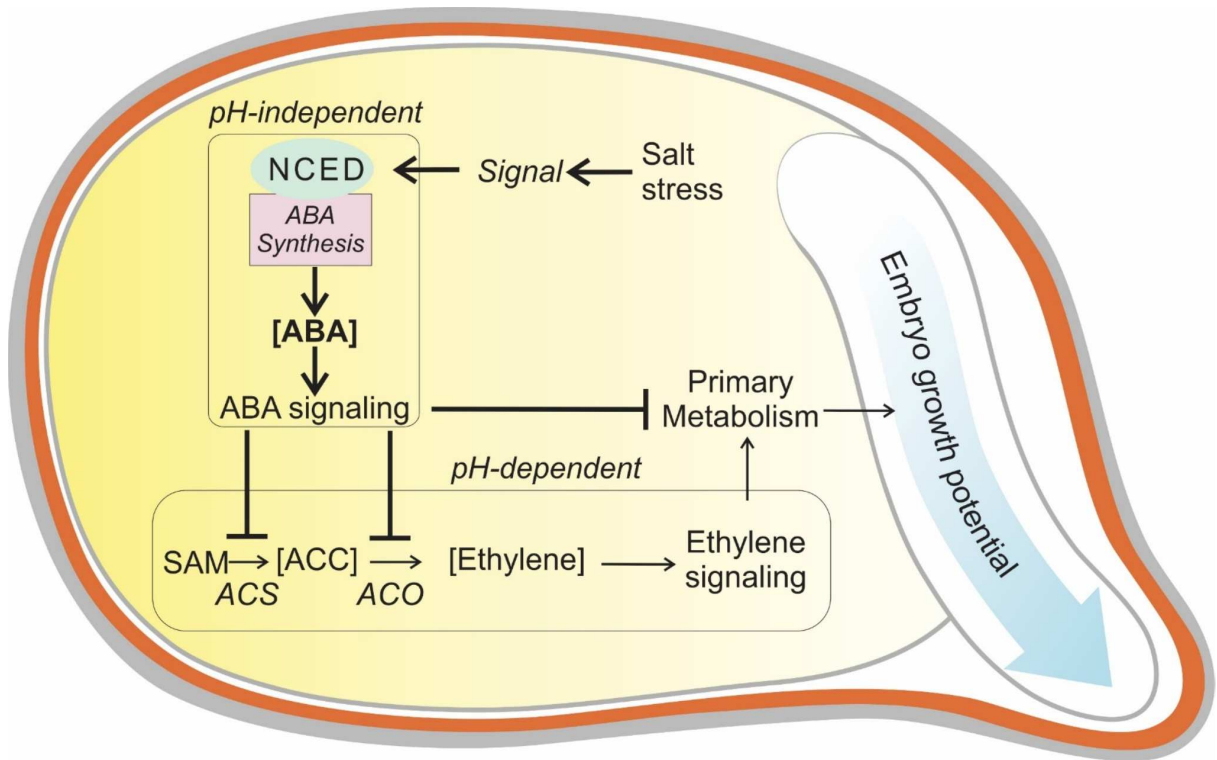 pH-independent
NCED
ABA
Synthesis
[ABA]
ABA signaling
Signal
Salt
stress
Primary
Metabolism
Embryo growth potential
pH-dependent
SAM
ACS
[ACC]
ACO
[Ethylene]
Ethylene
signaling